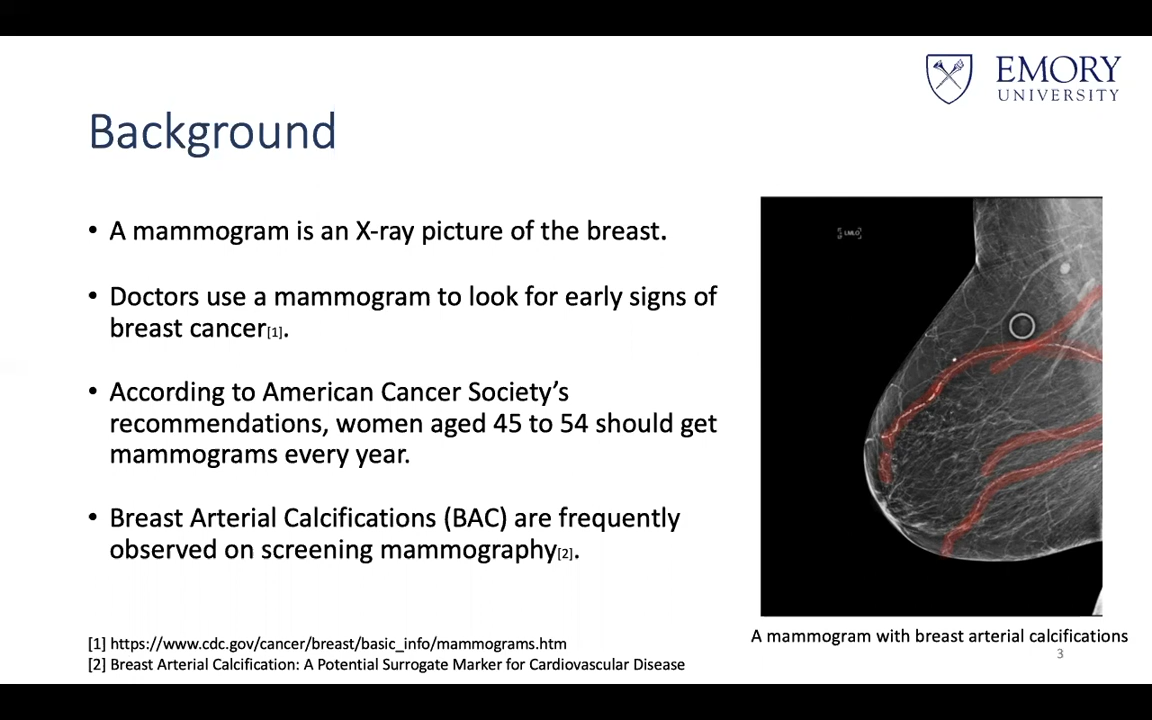 EMORY
UNIVERSITY
Background
• A mammogram is an X-ray picture of the breast.
• Doctors use a mammogram to look for early signs of
breast cancer[1].
• According to American Cancer Society’s
recommendations, women aged 45 to 54 should get
mammograms every year.
• Breast Arterial Calcifications (BAC) are frequently
observed on screening mammography[2].
LMLO
A mammogram with breast arterial calcifications
[1] https://www.cdc.gov/cancer/breast/basic_info/mammograms.htm
[2] Breast Arterial Calcification: A Potential Surrogate Marker for Cardiovascular Disease
3